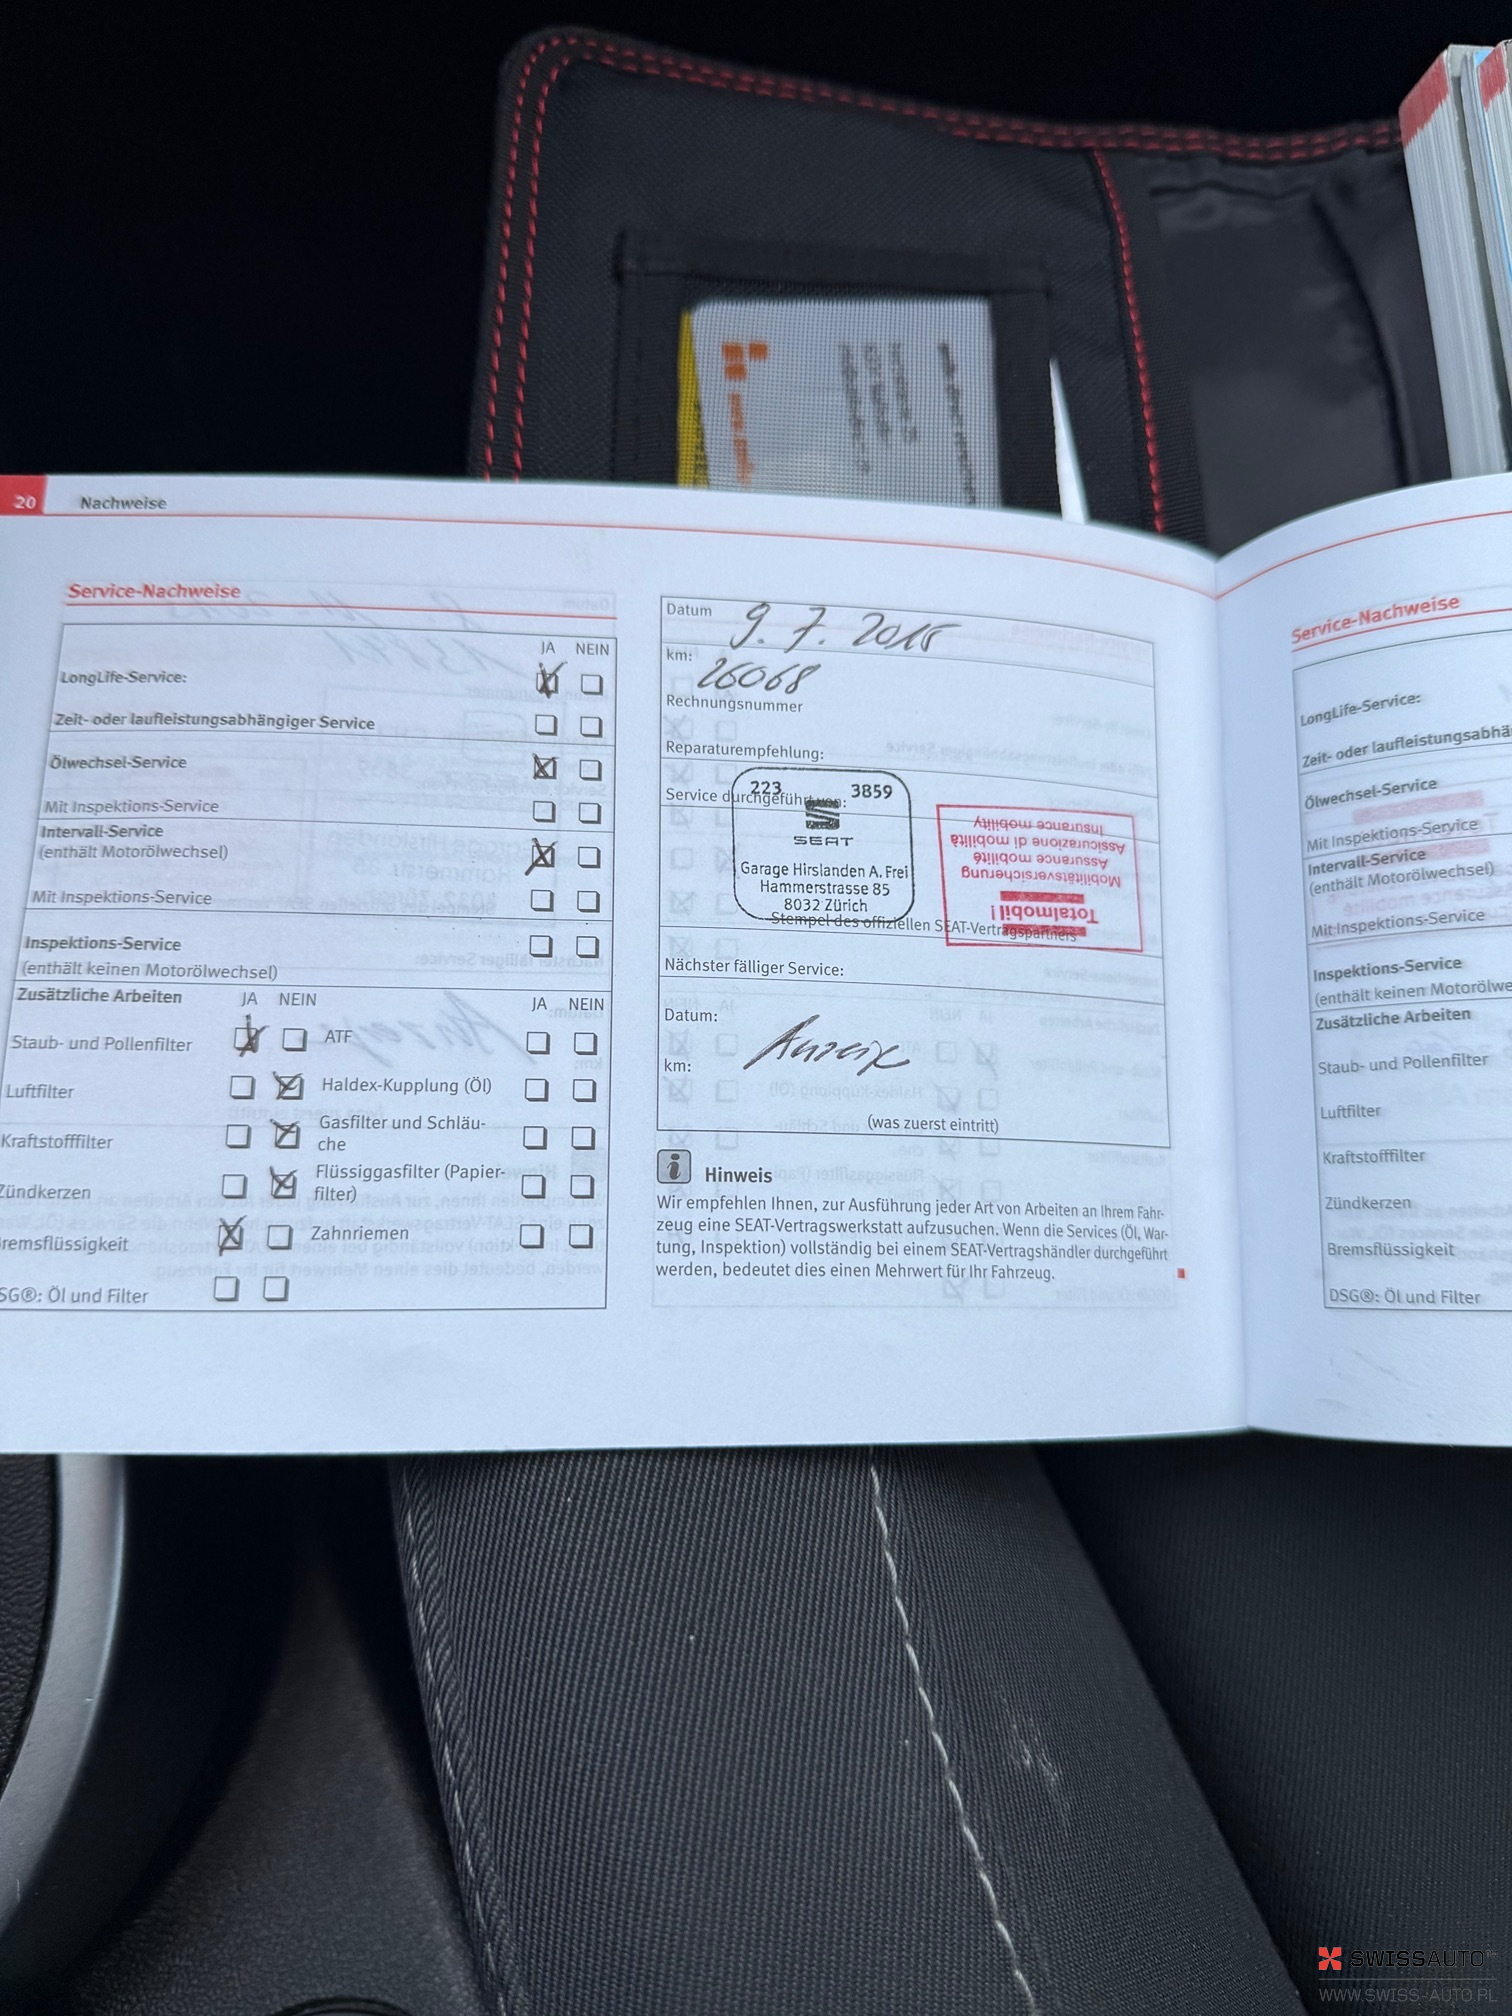 20 Nachweise
Service-Nachweise
JA NEIN
LongLife-Service:
Zeit- oder laufleistungsabhängiger Service
Ölwechsel-Service
Mit Inspektions-Service
Intervall-Service
(enthält Motorölwechsel)
Mit Inspektions-Service
Inspektions-Service
(enthält keinen Motorölwechsel)
Zusätzliche Arbeiten JA NEIN JA NEIN
Staub- und Pollenfilter ATF
Luftfilter Haldex-Kupplung (Öl)
Kraftstofffilter Gasfilter und Schläu-
che
Zündkerzen Flüssiggasfilter (Papier-
filter)
Bremsflüssigkeit Zahnriemen
SG®: Öl und Filter
Datum 9. 7. 2015
km: 26068
Rechnungsnummer
Reparaturempfehlung:
Service durchgeführt von:
223 3859
SEAT
Garage Hirslanden A. Frei
Hammerstrasse 85
8032 Zürich
Stempel des offiziellen SEAT-Vertragspartners
Totalmobil!
Mobilitätsversicherung
Assurance mobilité
Assicurazione di mobilità
Insurance mobility
Nächster fälliger Service:
Datum:
Anzeige
km:
(was zuerst eintritt)
i Hinweis
Wir empfehlen Ihnen, zur Ausführung jeder Art von Arbeiten an Ihrem Fahr-
zeug eine SEAT-Vertragswerkstatt aufzusuchen. Wenn die Services (Öl, War-
tung, Inspektion) vollständig bei einem SEAT-Vertragshändler durchgeführt
werden, bedeutet dies einen Mehrwert für Ihr Fahrzeug.
Service-Nachweise
LongLife-Service:
Zeit- oder laufleistungsabhä
Ölwechsel-Service
Mit Inspektions-Service
Intervall-Service
(enthält Motorölwechsel)
Mit Inspektions-Service
Inspektions-Service
(enthält keinen Motorölwe
Zusätzliche Arbeiten
Staub- und Pollenfilter
Luftfilter
Kraftstofffilter
Zündkerzen
Bremsflüssigkeit
DSG®: Öl und Filter
SWISSAUTO
WWW.SWISS-AUTO.PL